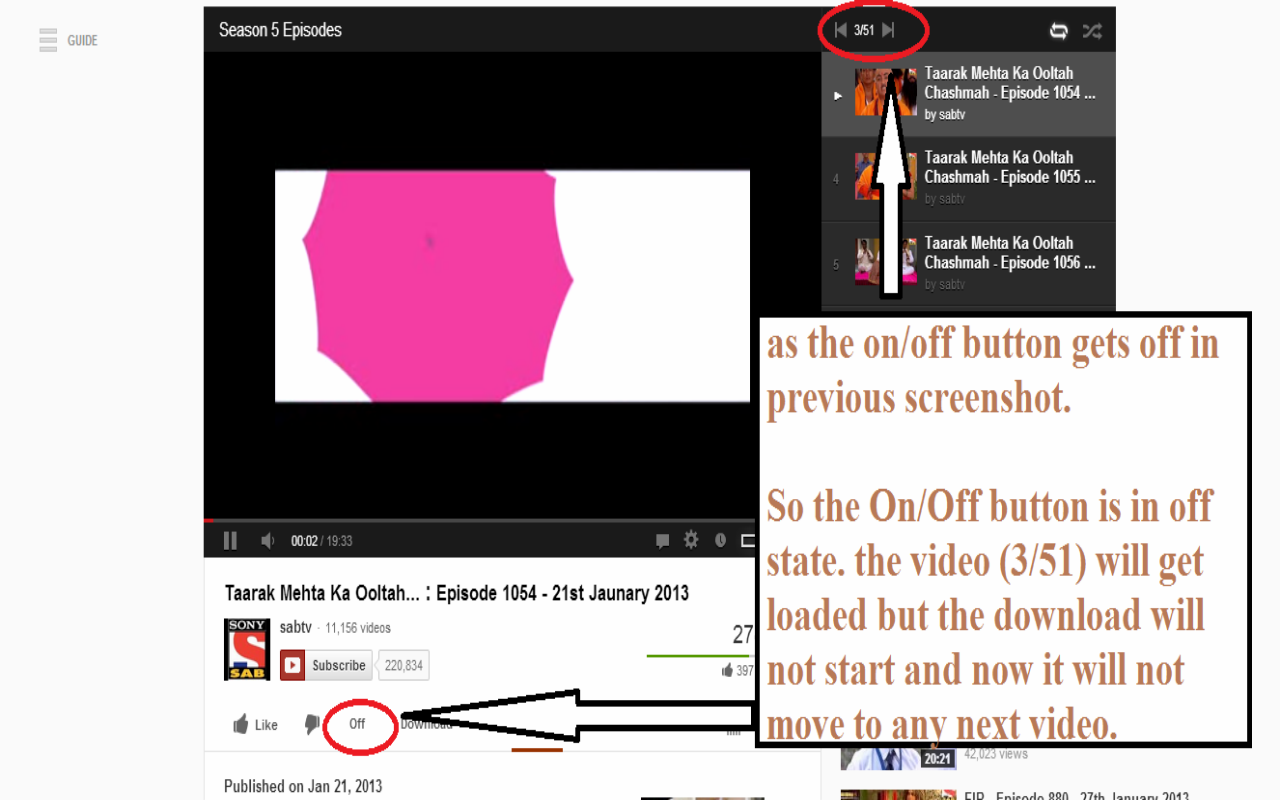 GUIDE
Season 5 Episodes
3/51
Taarak Mehta Ka Ooltah
Chashmah - Episode 1054 ...
by sabtv
4
Taarak Mehta Ka Ooltah
Chashmah - Episode 1055 ...
by sabtv
5
Taarak Mehta Ka Ooltah
Chashmah - Episode 1056 ...
by sabtv
as the on/off button gets off in
previous screenshot.
So the On/Off button is in off
state. the video (3/51) will get
loaded but the download will
not start and now it will not
move to any next video.
00:02 / 19:33
Taarak Mehta Ka Ooltah... : Episode 1054 - 21st Jaunary 2013
SONY
S
SAB
sabtv · 11,156 videos
Subscribe 220,834
27
397
Like
Off
Download
Published on Jan 21, 2013
20:21
42,023 views
FIR - Episode 880 - 27th January 2013